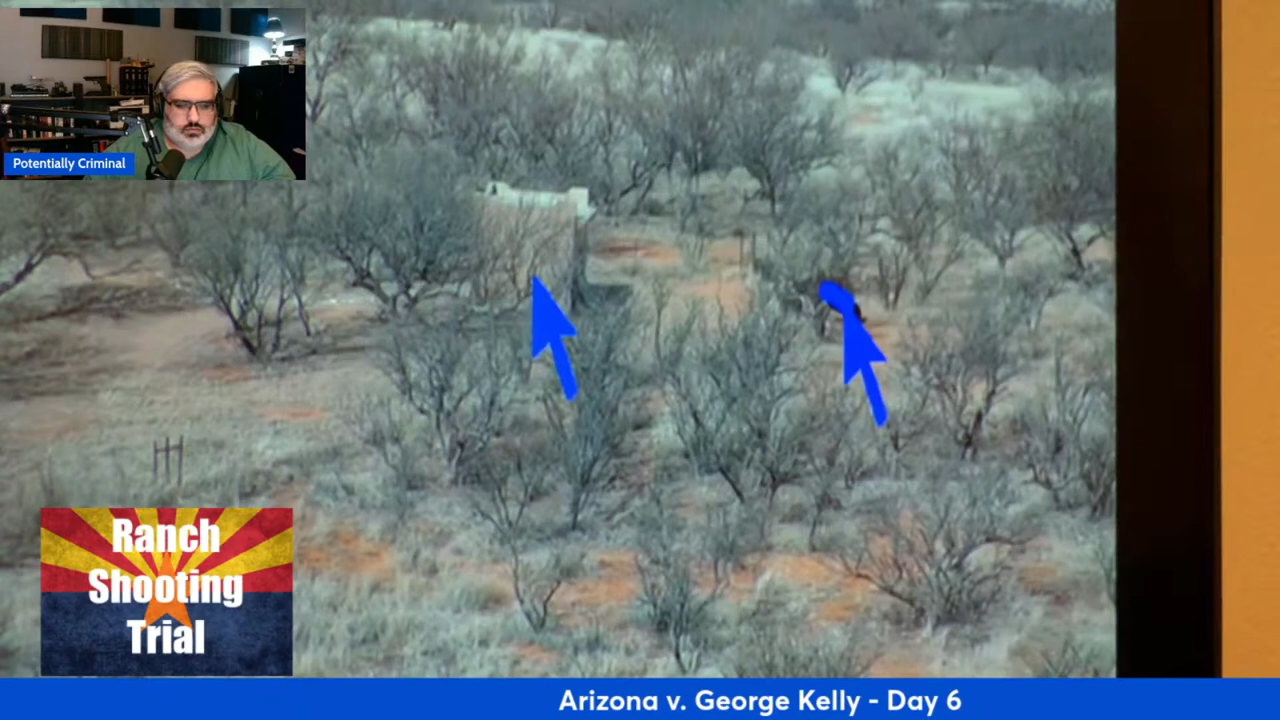 Potentially Criminal
Ranch
Shooting
Trial
Arizona v. George Kelly - Day 6